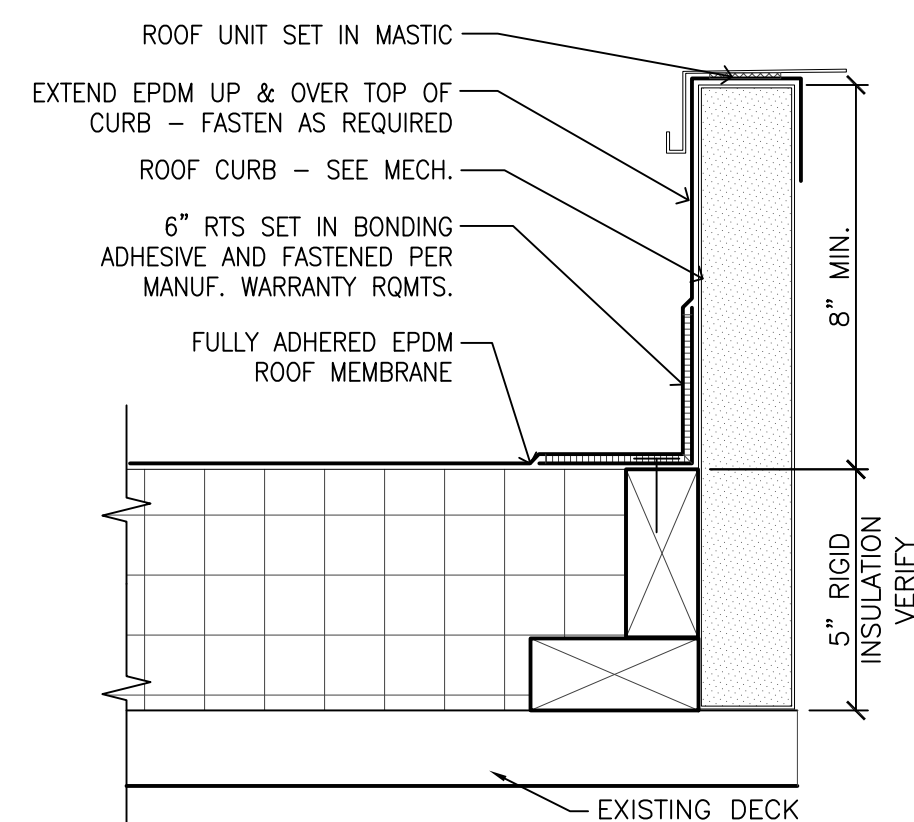 ROOF UNIT SET IN MASTIC
EXTEND EPDM UP & OVER TOP OF
CURB – FASTEN AS REQUIRED
ROOF CURB – SEE MECH.
6” RTS SET IN BONDING
ADHESIVE AND FASTENED PER
MANUF. WARRANTY RQMTS.
FULLY ADHERED EPDM
ROOF MEMBRANE
8” MIN.
5” RIGID
INSULATION
VERIFY
EXISTING DECK